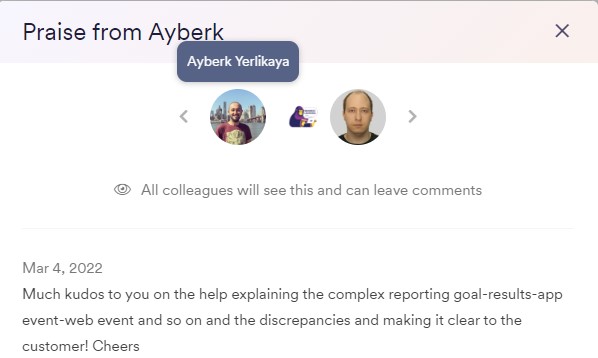 Praise from Ayberk
Ayberk Yerlikaya
All colleagues will see this and can leave comments
Mar 4, 2022
Much kudos to you on the help explaining the complex reporting goal-results-app
event-web event and so on and the discrepancies and making it clear to the
customer! Cheers